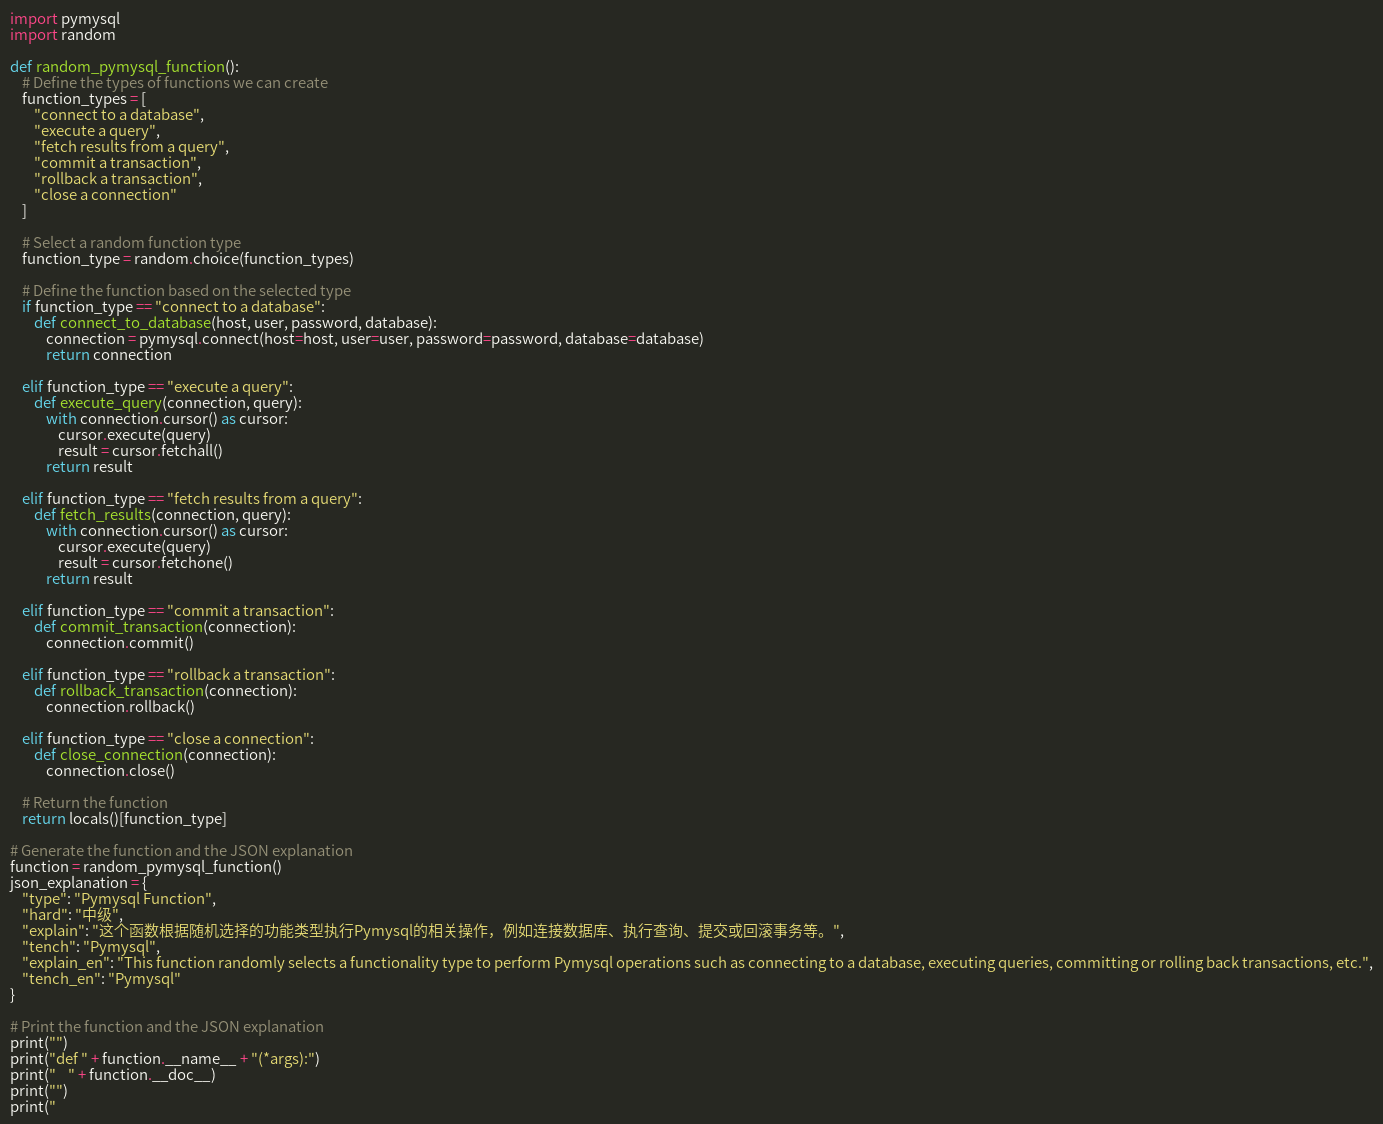 import pymysql
import random

def random_pymysql_function():
    # Define the types of functions we can create
    function_types = [
        "connect to a database",
        "execute a query",
        "fetch results from a query",
        "commit a transaction",
        "rollback a transaction",
        "close a connection"
    ]

    # Select a random function type
    function_type = random.choice(function_types)

    # Define the function based on the selected type
    if function_type == "connect to a database":
        def connect_to_database(host, user, password, database):
            connection = pymysql.connect(host=host, user=user, password=password, database=database)
            return connection

    elif function_type == "execute a query":
        def execute_query(connection, query):
            with connection.cursor() as cursor:
                cursor.execute(query)
                result = cursor.fetchall()
            return result

    elif function_type == "fetch results from a query":
        def fetch_results(connection, query):
            with connection.cursor() as cursor:
                cursor.execute(query)
                result = cursor.fetchone()
            return result

    elif function_type == "commit a transaction":
        def commit_transaction(connection):
            connection.commit()

    elif function_type == "rollback a transaction":
        def rollback_transaction(connection):
            connection.rollback()

    elif function_type == "close a connection":
        def close_connection(connection):
            connection.close()

    # Return the function
    return locals()[function_type]

# Generate the function and the JSON explanation
function = random_pymysql_function()
json_explanation = {
    "type": "Pymysql Function",
    "hard": "中级",
    "explain": "这个函数根据随机选择的功能类型执行Pymysql的相关操作，例如连接数据库、执行查询、提交或回滚事务等。",
    "tench": "Pymysql",
    "explain_en": "This function randomly selects a functionality type to perform Pymysql operations such as connecting to a database, executing queries, committing or rolling back transactions, etc.",
    "tench_en": "Pymysql"
}

# Print the function and the JSON explanation
print("")
print("def " + function.__name__ + "(*args):")
print("    " + function.__doc__)
print("")
print("